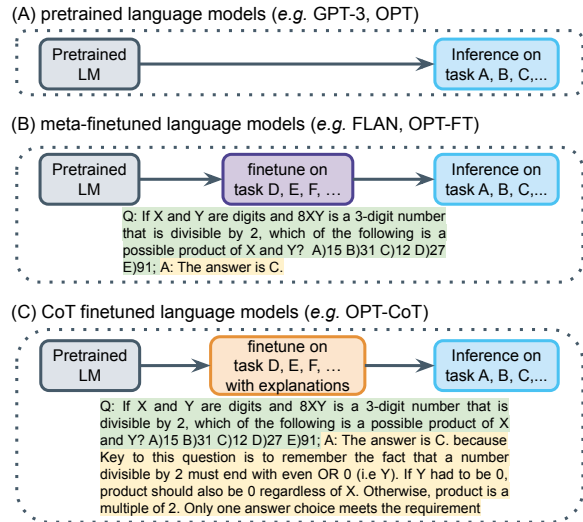 (A) pretrained language models (e.g. GPT-3, OPT)
Pretrained
LM
Inference on
task A, B, C,...
(B) meta-finetuned language models (e.g. FLAN, OPT-FT)
Pretrained
LM
finetune on
task D, E, F, ...
Inference on
task A, B, C,...
Q: If X and Y are digits and 8XY is a 3-digit number
that is divisible by 2, which of the following is a
possible product of X and Y? A)15 B)31 C)12 D)27
E)91; A: The answer is C.
(C) CoT finetuned language models (e.g. OPT-CoT)
Pretrained
LM
finetune on
task D, E, F, ...
with explanations
Inference on
task A, B, C,...
Q: If X and Y are digits and 8XY is a 3-digit number that is
divisible by 2, which of the following is a possible product of X
and Y? A)15 B)31 C)12 D)27 E)91; A: The answer is C. because
Key to this question is to remember the fact that a number
divisible by 2 must end with even OR 0 (i.e Y). If Y had to be 0,
product should also be 0 regardless of X. Otherwise, product is a
multiple of 2. Only one answer choice meets the requirement